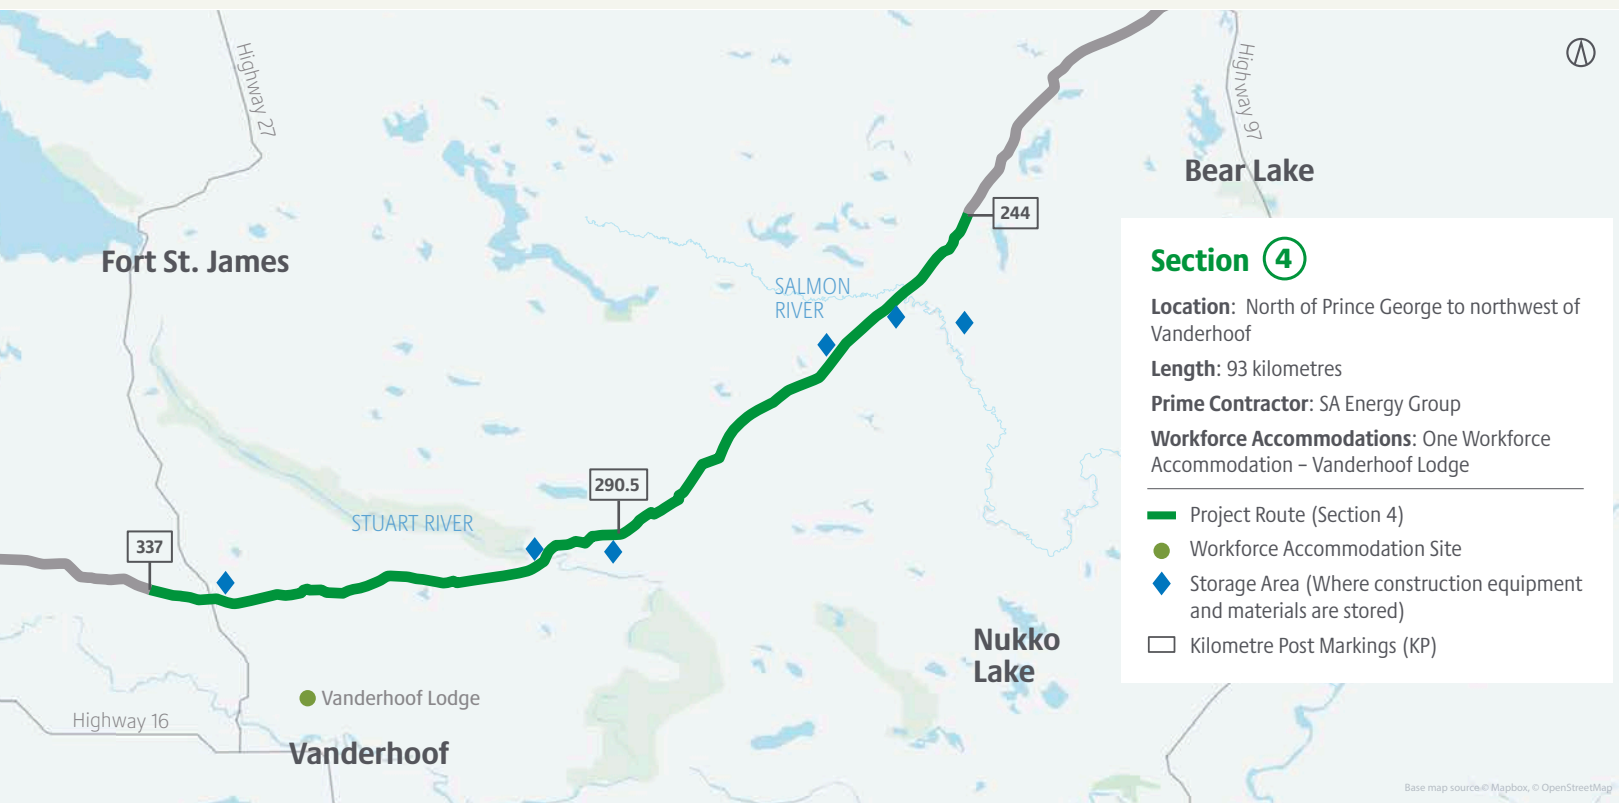 Highway 27
Highway 97
Bear Lake
244
Fort St. James
SALMON
RIVER
290.5
STUART RIVER
337
Nukko
Lake
Vanderhoof Lodge
Highway 16
Vanderhoof
Section 4
Location: North of Prince George to northwest of
Vanderhoof
Length: 93 kilometres
Prime Contractor: SA Energy Group
Workforce Accommodations: One Workforce
Accommodation – Vanderhoof Lodge
Project Route (Section 4)
Workforce Accommodation Site
Storage Area (Where construction equipment
and materials are stored)
Kilometre Post Markings (KP)
Base map source © Mapbox, © OpenStreetMap